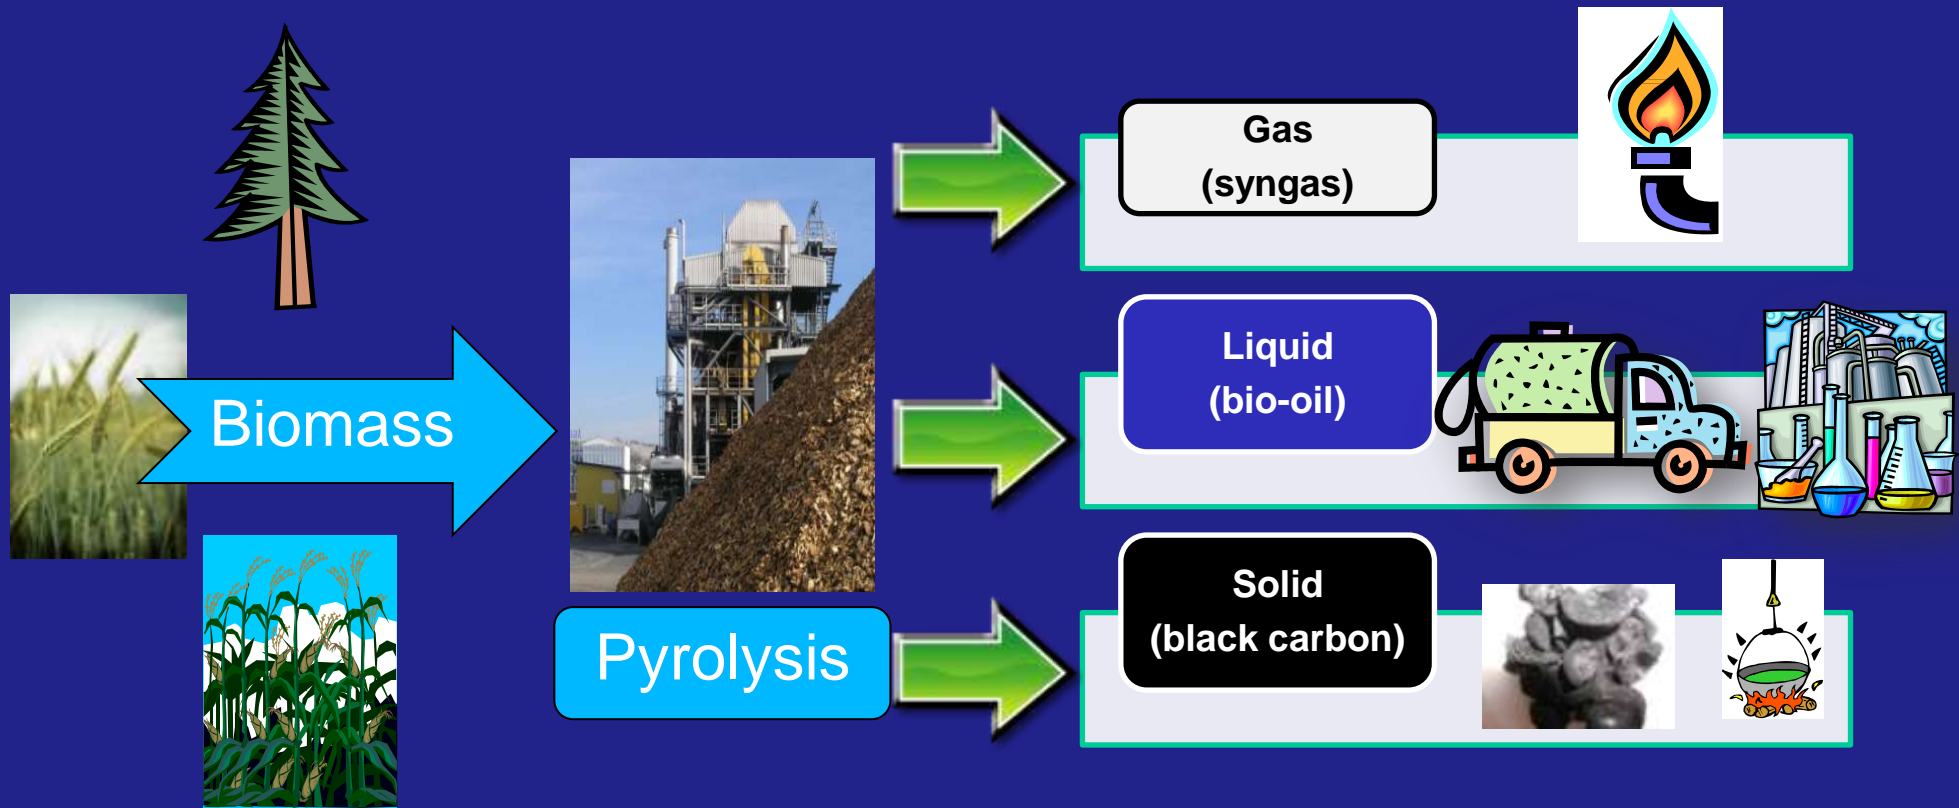 Biomass
Pyrolysis
Gas
(syngas)
Liquid
(bio-oil)
Solid
(black carbon)